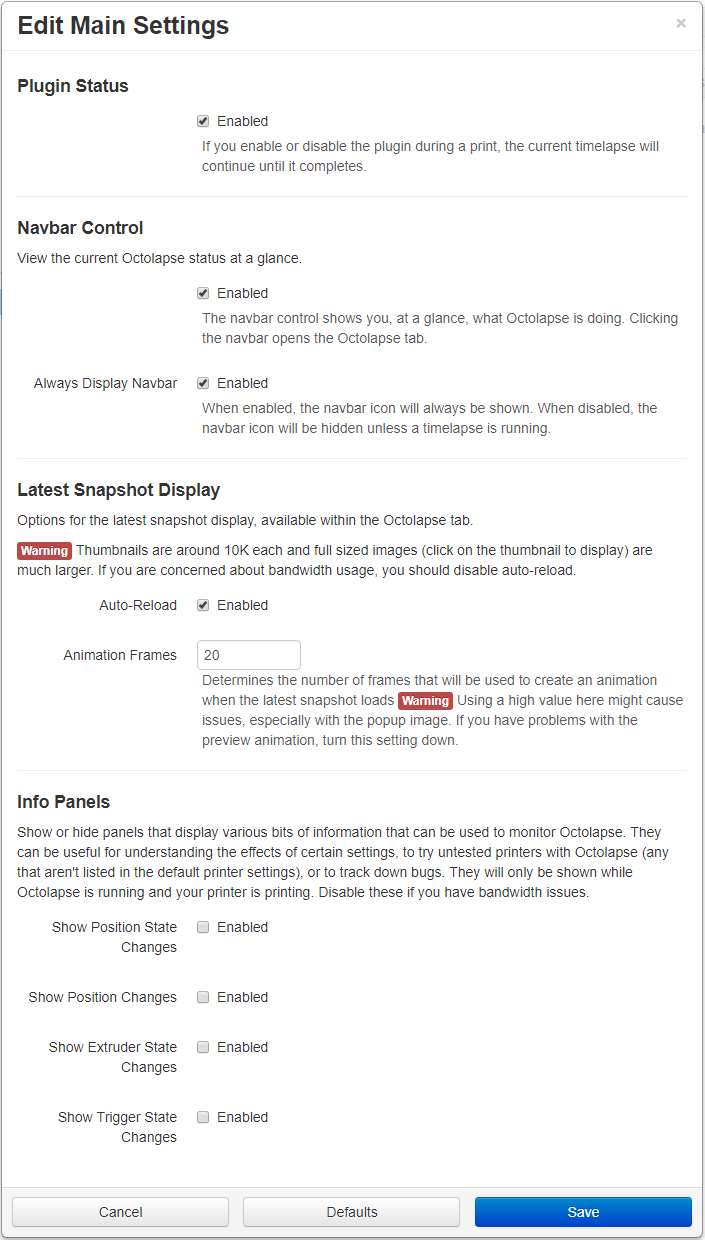 Edit Main Settings
×
Plugin Status
Enabled
If you enable or disable the plugin during a print, the current timelapse will
continue until it completes.
Navbar Control
View the current Octolapse status at a glance.
Enabled
The navbar control shows you, at a glance, what Octolapse is doing. Clicking
the navbar opens the Octolapse tab.
Always Display Navbar Enabled
When enabled, the navbar icon will always be shown. When disabled, the
navbar icon will be hidden unless a timelapse is running.
Latest Snapshot Display
Options for the latest snapshot display, available within the Octolapse tab.
Warning Thumbnails are around 10K each and full sized images (click on the thumbnail to display) are
much larger. If you are concerned about bandwidth usage, you should disable auto-reload.
Auto-Reload Enabled
Animation Frames 20
Determines the number of frames that will be used to create an animation
when the latest snapshot loads Warning Using a high value here might cause
issues, especially with the popup image. If you have problems with the
preview animation, turn this setting down.
Info Panels
Show or hide panels that display various bits of information that can be used to monitor Octolapse. They
can be useful for understanding the effects of certain settings, to try untested printers with Octolapse (any
that aren't listed in the default printer settings), or to track down bugs. They will only be shown while
Octolapse is running and your printer is printing. Disable these if you have bandwidth issues.
Show Position State Enabled
Changes
Show Position Changes Enabled
Show Extruder State Enabled
Changes
Show Trigger State Enabled
Changes
Cancel Defaults Save